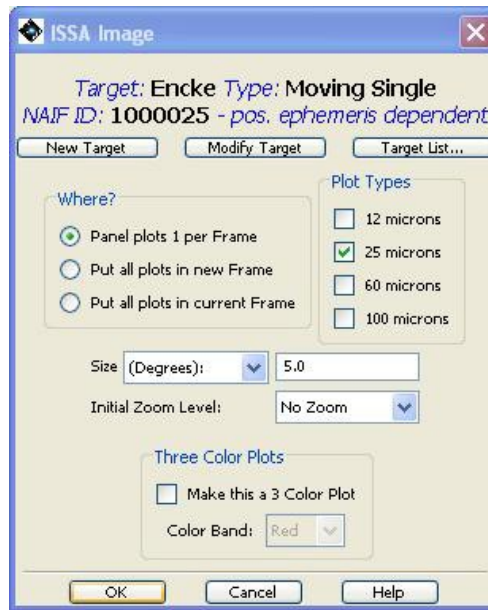 ISSA Image
Target: Encke Type: Moving Single
NAIF ID: 1000025 - pos. ephemeris dependent
New Target Modify Target Target List...
Where?
Panel plots 1 per Frame
Put all plots in new Frame
Put all plots in current Frame
Plot Types
12 microns
25 microns
60 microns
100 microns
Size (Degrees): 5.0
Initial Zoom Level: No Zoom
Three Color Plots
Make this a 3 Color Plot
Color Band: Red
OK Cancel Help